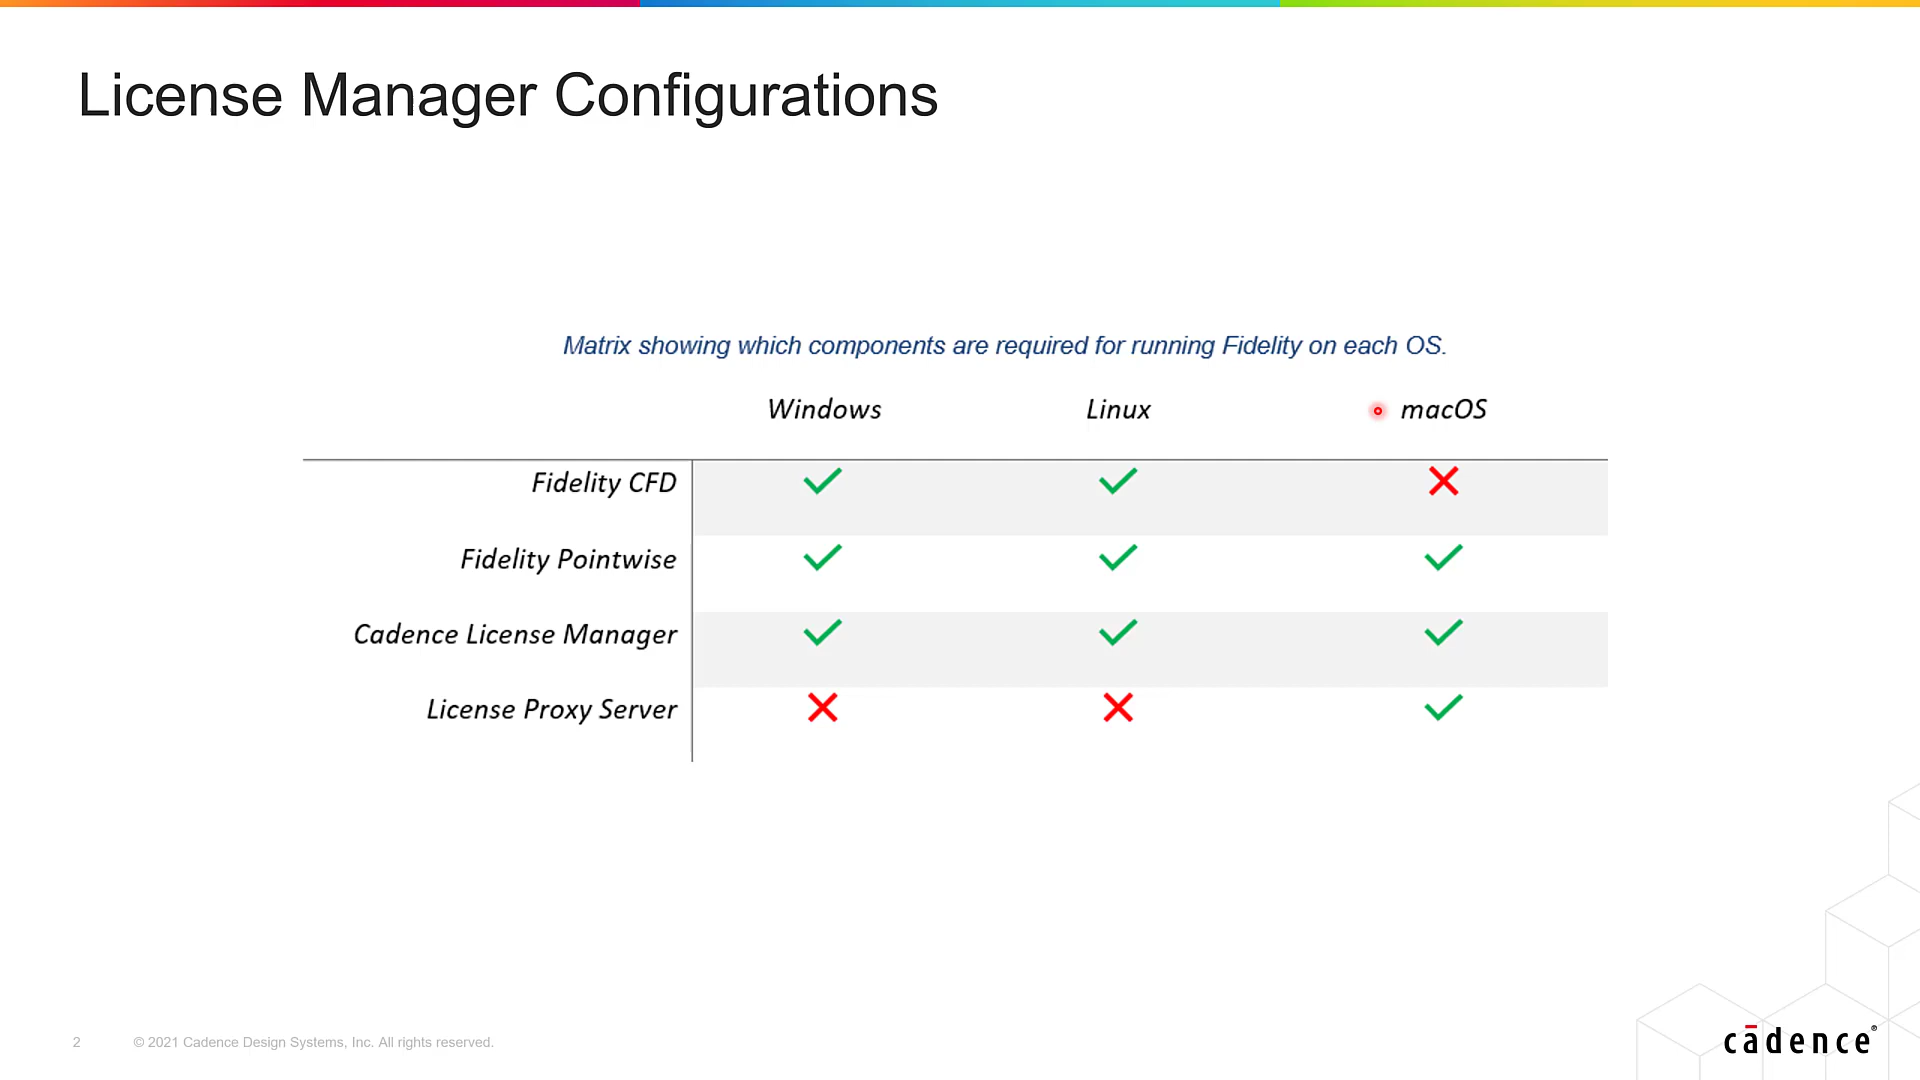 License Manager Configurations
Matrix showing which components are required for running Fidelity on each OS.
Windows Linux macOS
Fidelity CFD
Fidelity Pointwise
Cadence License Manager
License Proxy Server
2 © 2021 Cadence Design Systems, Inc. All rights reserved.
cādence®